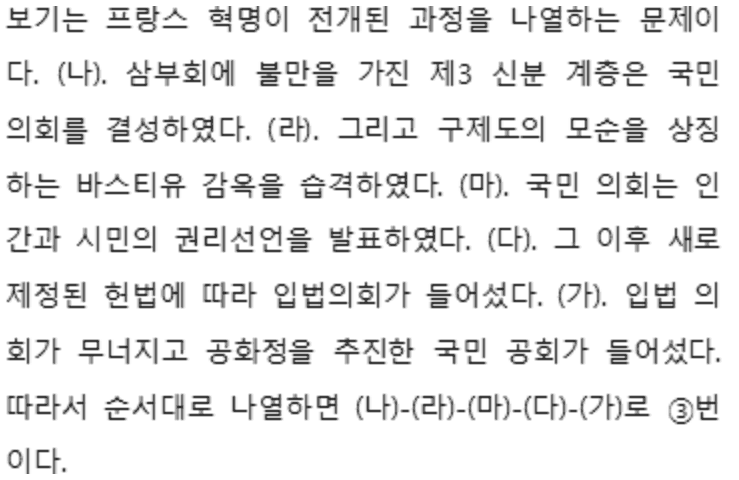 보기는 프랑스 혁명이 전개된 과정을 나열하는 문제이
다. (나). 삼부회에 불만을 가진 제3 신분 계층은 국민
의회를 결성하였다. (라). 그리고 구제도의 모순을 상징
하는 바스티유 감옥을 습격하였다. (마). 국민 의회는 인
간과 시민의 권리선언을 발표하였다. (다). 그 이후 새로
제정된 헌법에 따라 입법의회가 들어섰다. (가). 입법 의
회가 무너지고 공화정을 추진한 국민 공회가 들어섰다.
따라서 순서대로 나열하면 (나)-(라)-(마)-(다)-(가)로 ③번
이다.